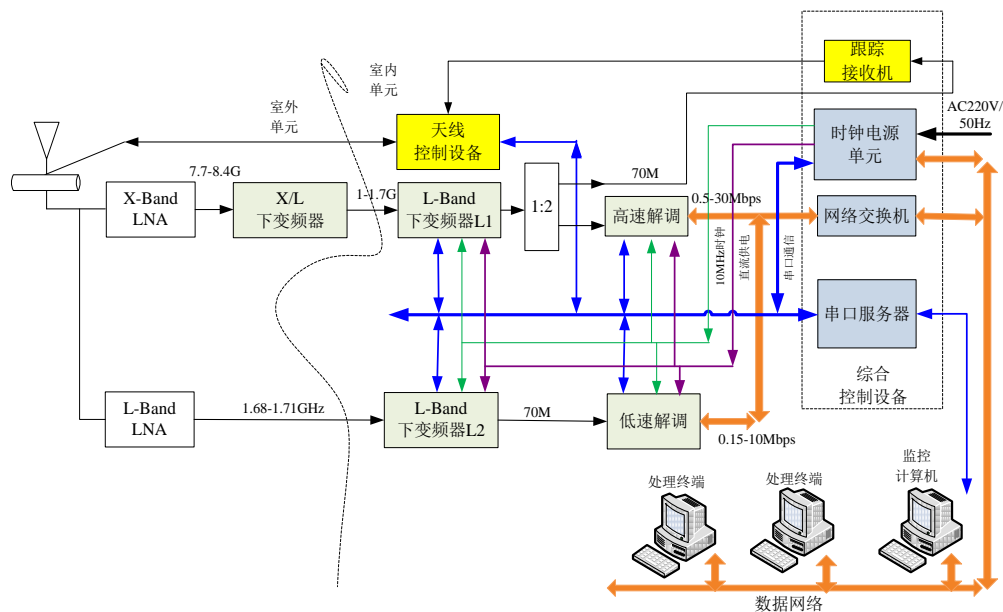 跟踪
接收机
室内
单元
室外
单元
天线
控制设备
AC220V/
50Hz
时钟电源
单元
70M
7.7-8.4G
1-1.7G
X-Band
LNA
X/L
下变频器
L-Band
下变频器L1
1:2
高速解调
0.5-30Mbps
网络交换机
10MHz时钟
直流供电
串口通信
串口服务器
综合
控制设备
L-Band
LNA
1.68-1.71GHz
L-Band
下变频器L2
70M
低速解调
0.15-10Mbps
处理终端
处理终端
监控
计算机
数据网络